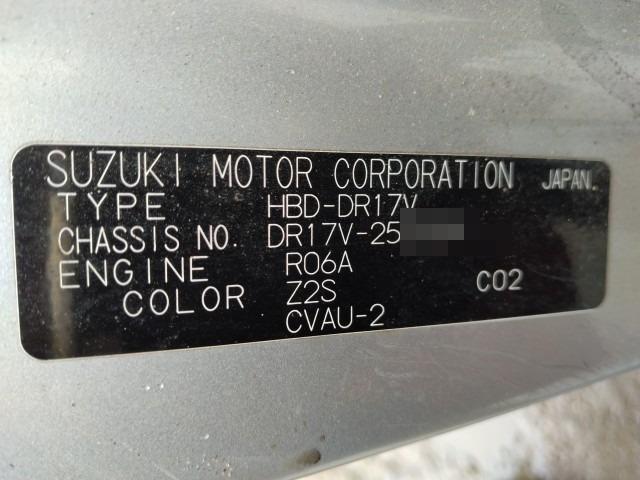 SUZUKI MOTOR CORPORATION JAPAN.
TYPE HBD-DR17V
CHASSIS NO. DR17V-25
ENGINE R06A
COLOR Z2S C02
CVAU-2